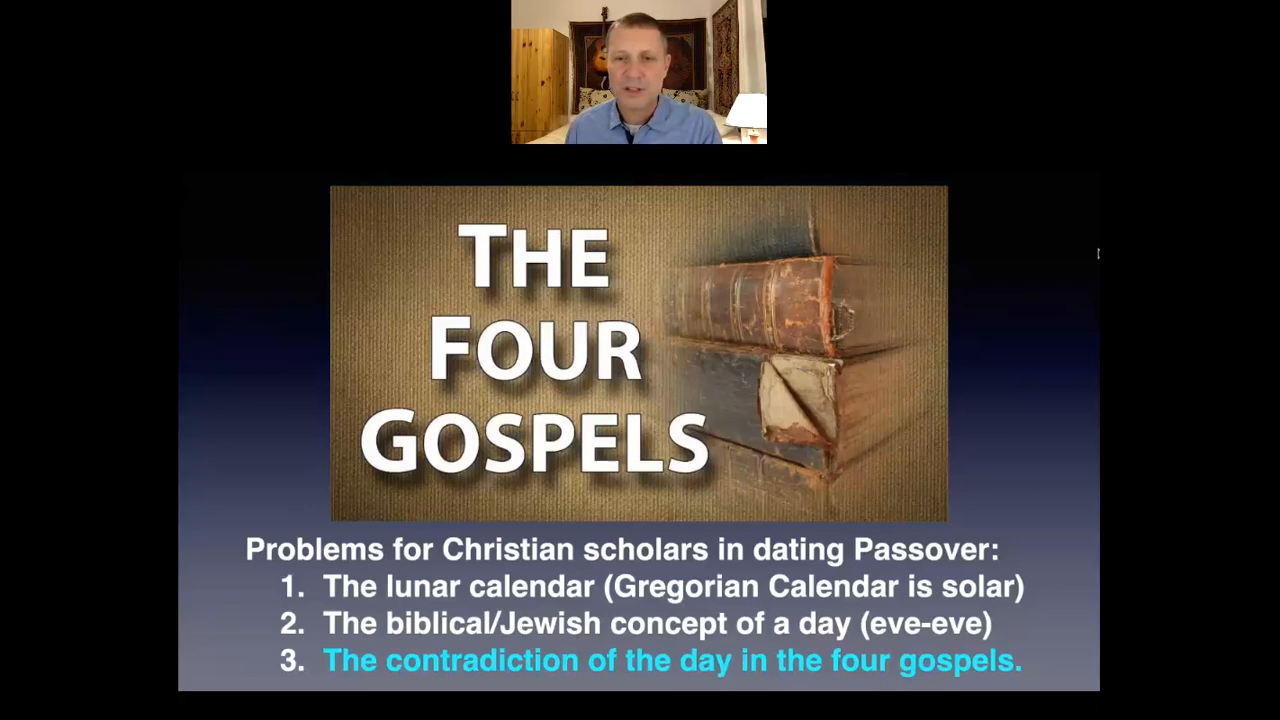 THE
FOUR
GOSPELS
Problems for Christian scholars in dating Passover:
1. The lunar calendar (Gregorian Calendar is solar)
2. The biblical/Jewish concept of a day (eve-eve)
3. The contradiction of the day in the four gospels.